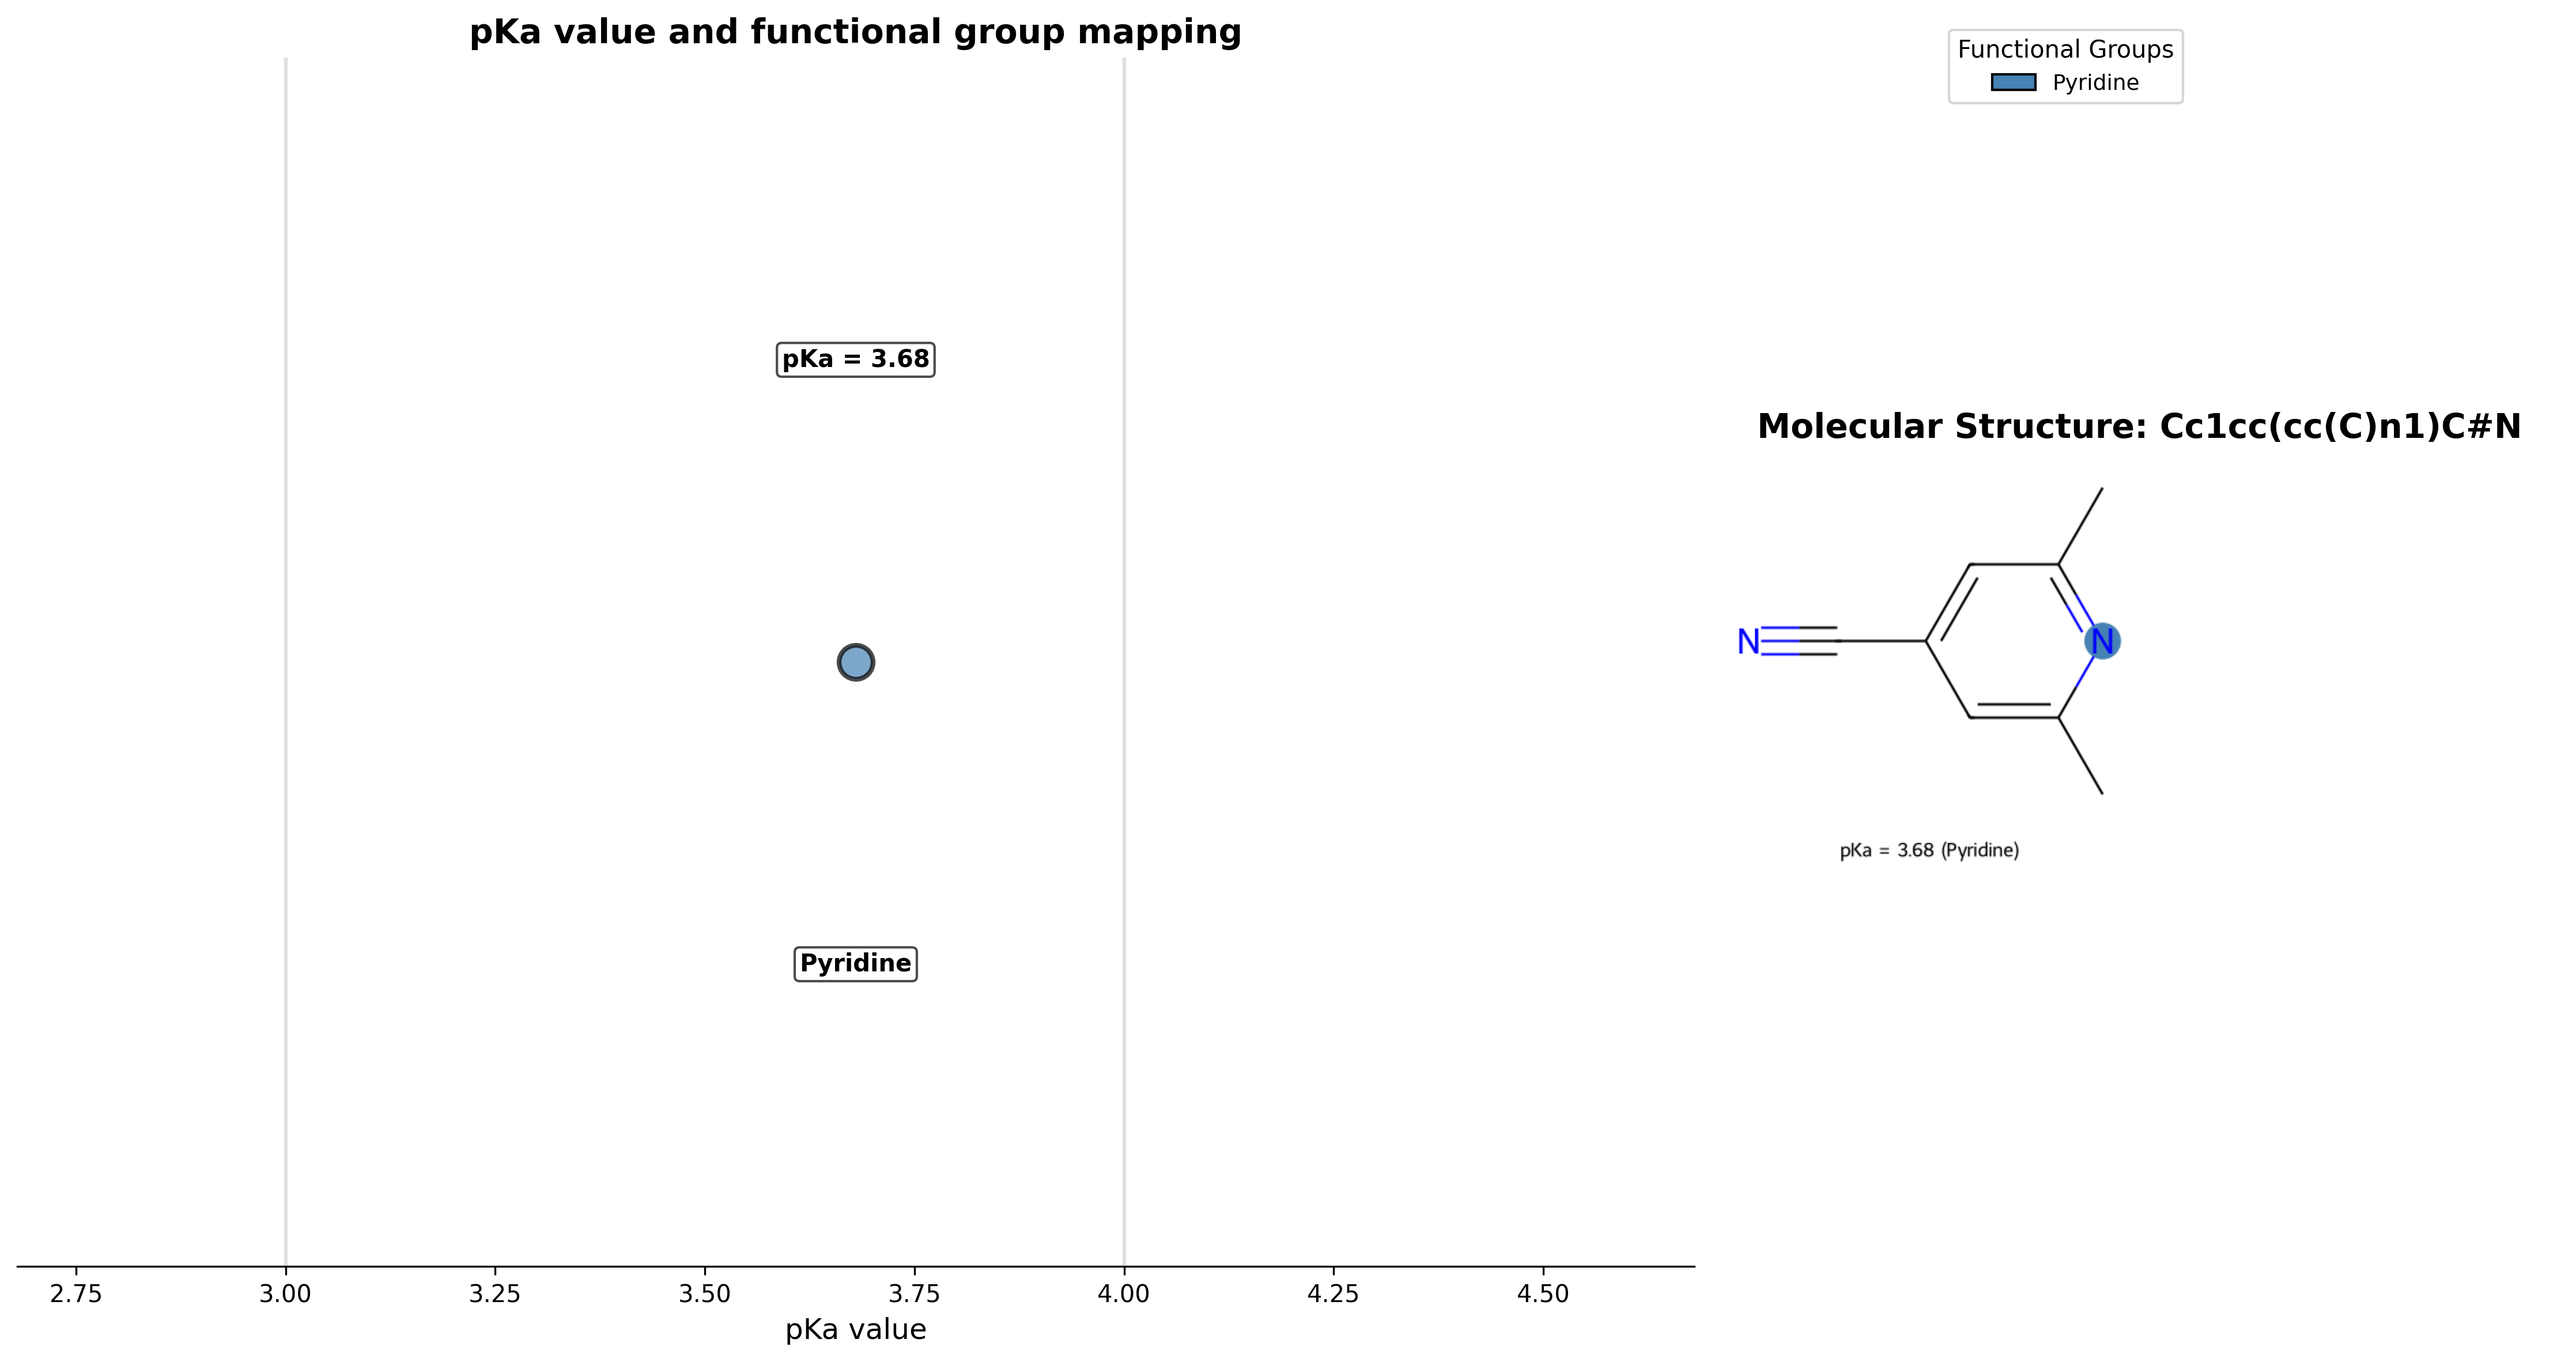 pKa value and functional group mapping
pKa = 3.68
Pyridine
2.75 3.00 3.25 3.50 3.75 4.00 4.25 4.50
pKa value
Functional Groups
Pyridine
Molecular Structure: Cc1cc(cc(C)n1)C#N
N
N
pKa = 3.68 (Pyridine)